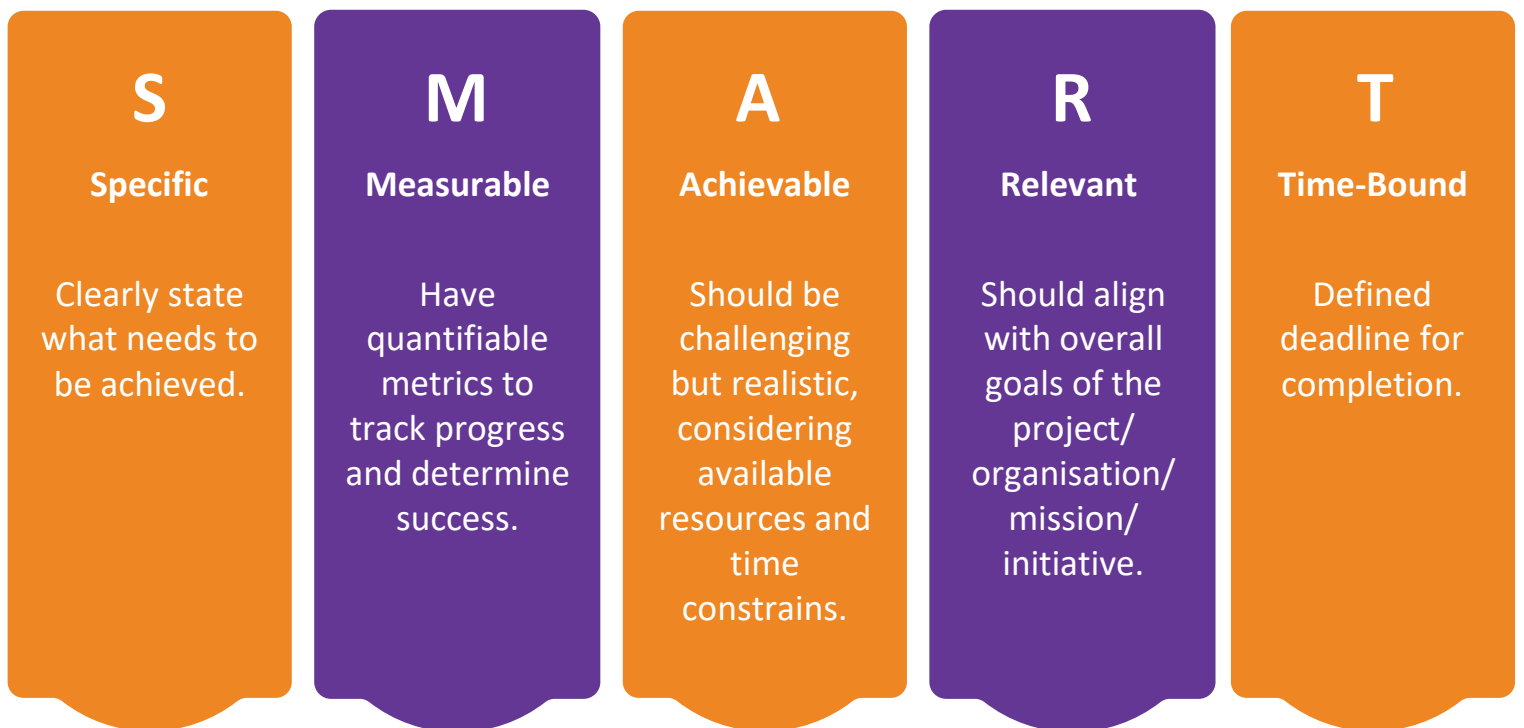 S
Specific
Clearly state
what needs to
be achieved.
M
Measurable
Have
quantifiable
metrics to
track progress
and determine
success.
A
Achievable
Should be
challenging
but realistic,
considering
available
resources and
time
constrains.
R
Relevant
Should align
with overall
goals of the
project/
organisation/
mission/
initiative.
T
Time-Bound
Defined
deadline for
completion.